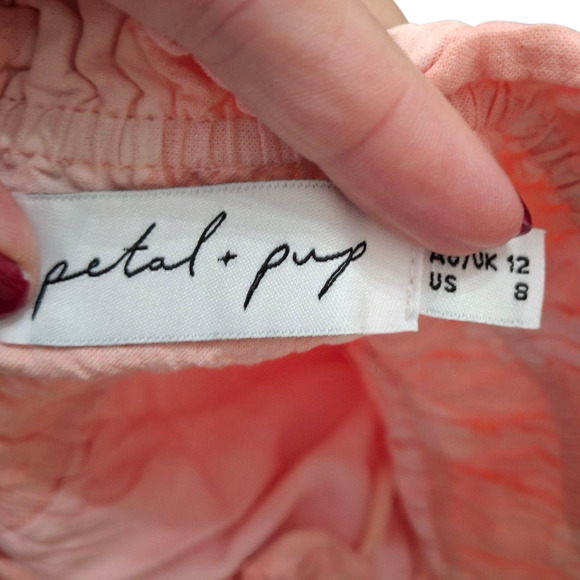 petal + pup
AU/UK 12
US 8